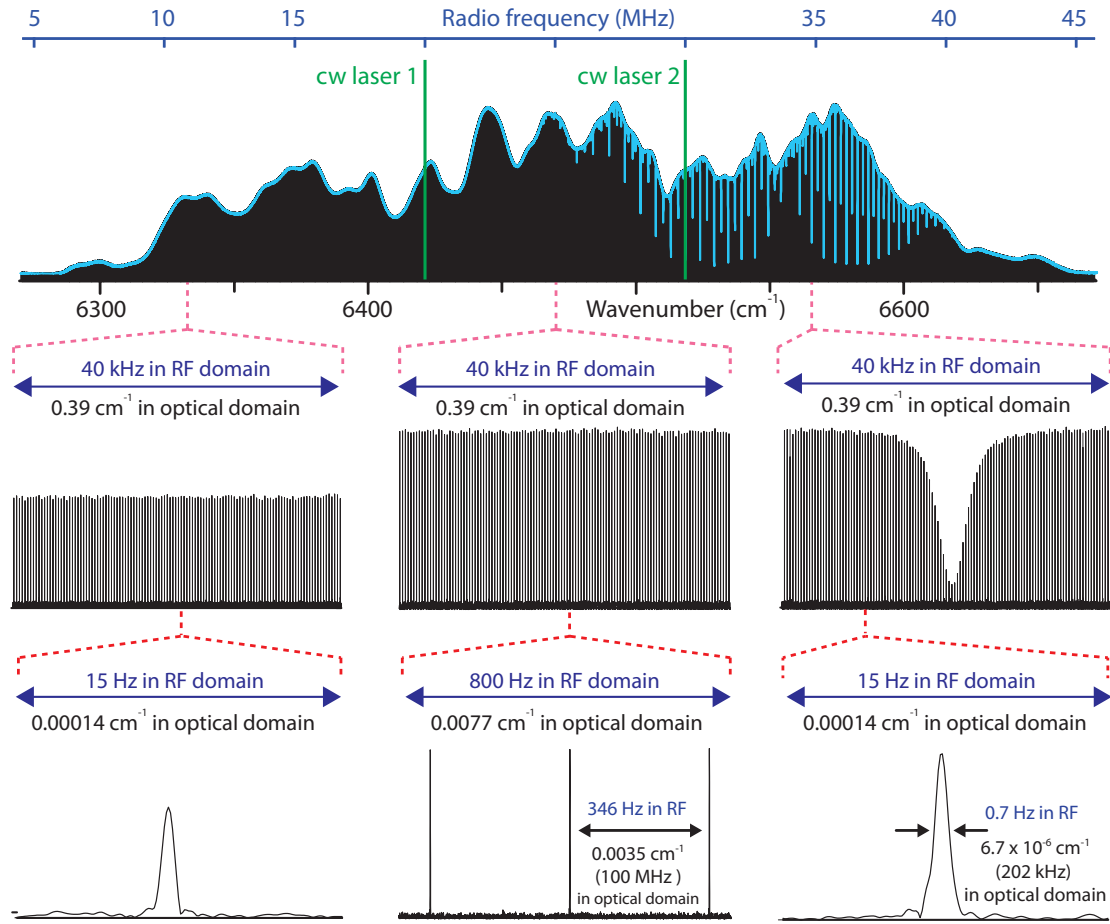 5 10 15 Radio frequency (MHz) 35 40 45
cw laser 1 cw laser 2
6300 6400 Wavenumber (cm⁻¹) 6600
40 kHz in RF domain
0.39 cm⁻¹ in optical domain
40 kHz in RF domain
0.39 cm⁻¹ in optical domain
40 kHz in RF domain
0.39 cm⁻¹ in optical domain
15 Hz in RF domain
0.00014 cm⁻¹ in optical domain
800 Hz in RF domain
0.0077 cm⁻¹ in optical domain
15 Hz in RF domain
0.00014 cm⁻¹ in optical domain
346 Hz in RF
0.0035 cm⁻¹
(100 MHz )
in optical domain
0.7 Hz in RF
6.7 x 10⁻⁶ cm⁻¹
(202 kHz)
in optical domain